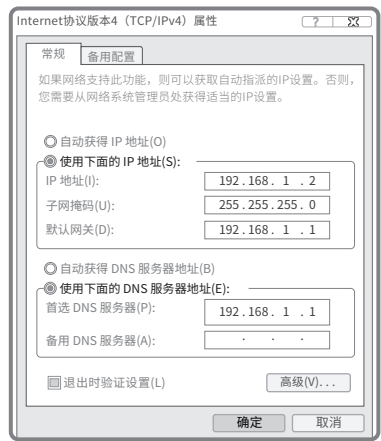 Internet协议版本4（TCP/IPv4）属性
常规 备用配置
如果网络支持此功能，则可以获取自动指派的IP设置。否则，
您需要从网络系统管理员处获得适当的IP设置。
自动获得 IP 地址(O)
使用下面的 IP 地址(S):
IP 地址(I): 192.168. 1 .2
子网掩码(U): 255.255.255.0
默认网关(D): 192.168. 1 .1
自动获得 DNS 服务器地址(B)
使用下面的 DNS 服务器地址(E):
首选 DNS 服务器(P): 192.168. 1 .1
备用 DNS 服务器(A): . . .
退出时验证设置(L) 高级(V)...
确定 取消